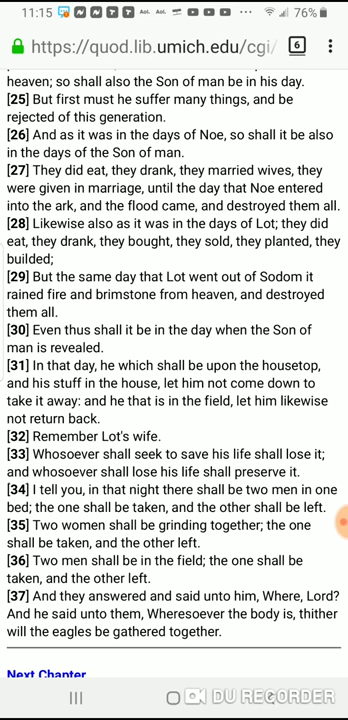 11:15 76%
https://quod.lib.umich.edu/cgi/ 6
heaven; so shall also the Son of man be in his day.
[25] But first must he suffer many things, and be
rejected of this generation.
[26] And as it was in the days of Noe, so shall it be also
in the days of the Son of man.
[27] They did eat, they drank, they married wives, they
were given in marriage, until the day that Noe entered
into the ark, and the flood came, and destroyed them all.
[28] Likewise also as it was in the days of Lot; they did
eat, they drank, they bought, they sold, they planted, they
builded;
[29] But the same day that Lot went out of Sodom it
rained fire and brimstone from heaven, and destroyed
them all.
[30] Even thus shall it be in the day when the Son of
man is revealed.
[31] In that day, he which shall be upon the housetop,
and his stuff in the house, let him not come down to
take it away: and he that is in the field, let him likewise
not return back.
[32] Remember Lot's wife.
[33] Whosoever shall seek to save his life shall lose it;
and whosoever shall lose his life shall preserve it.
[34] I tell you, in that night there shall be two men in one
bed; the one shall be taken, and the other shall be left.
[35] Two women shall be grinding together; the one
shall be taken, and the other left.
[36] Two men shall be in the field; the one shall be
taken, and the other left.
[37] And they answered and said unto him, Where, Lord?
And he said unto them, Wheresoever the body is, thither
will the eagles be gathered together.
Next Chapter
DU RECORDER